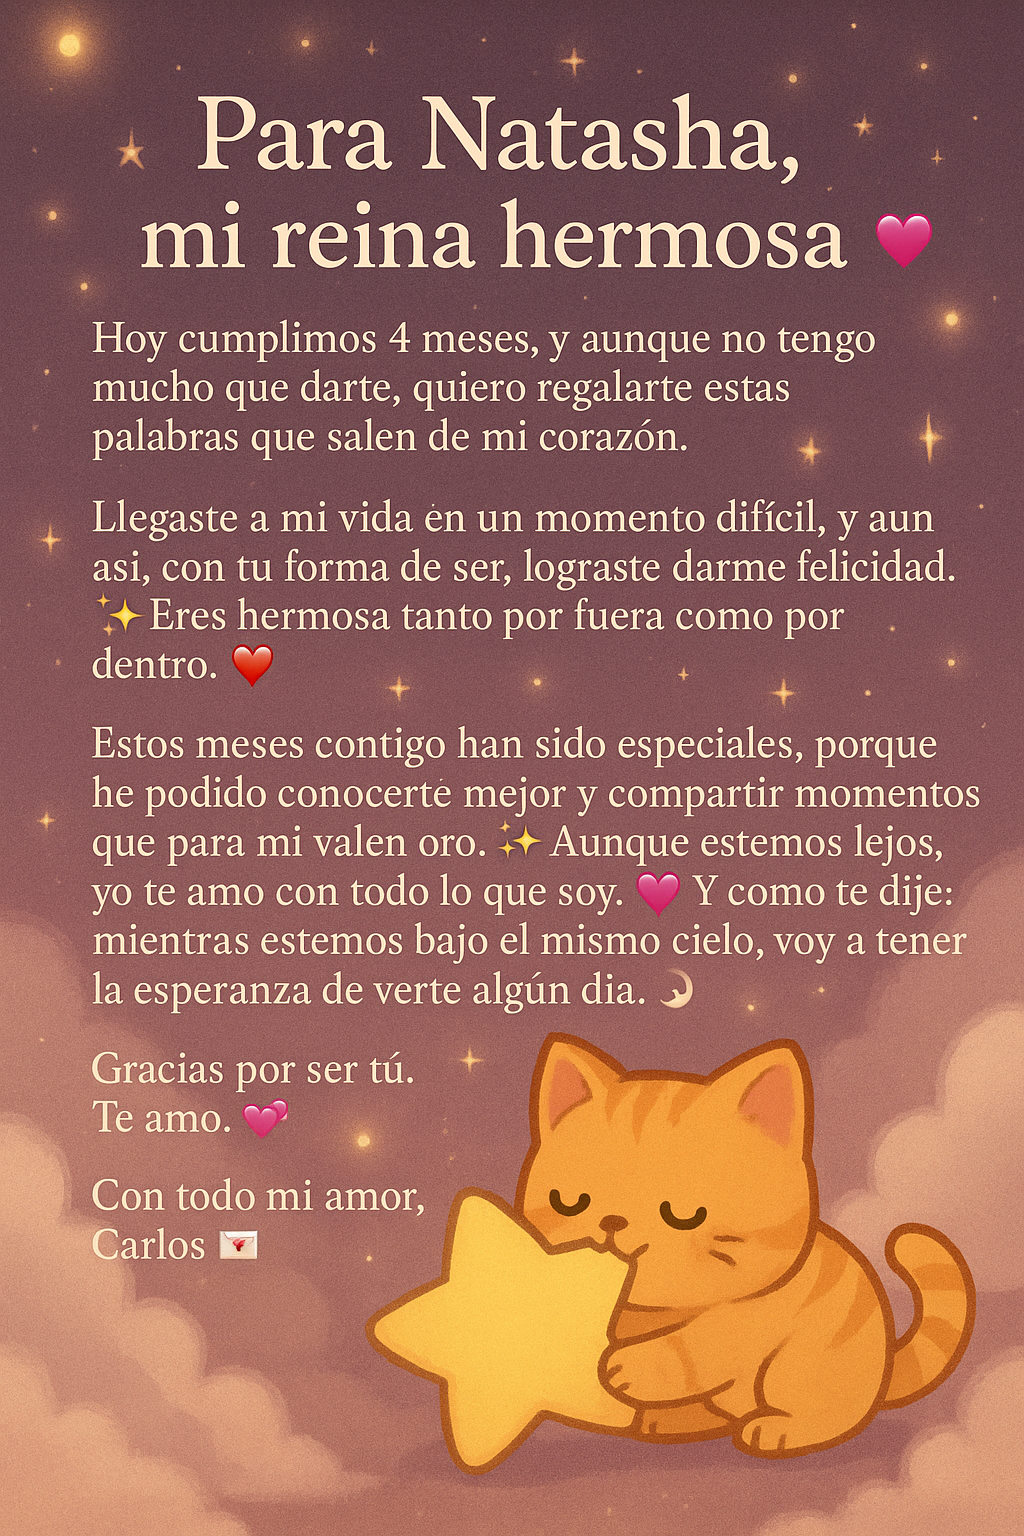 Para Natasha,
mi reina hermosa 💗
Hoy cumplimos 4 meses, y aunque no tengo
mucho que darte, quiero regalarte estas
palabras que salen de mi corazón.
Llegaste a mi vida en un momento difícil, y aun
asi, con tu forma de ser, lograste darme felicidad.
✨ Eres hermosa tanto por fuera como por
dentro. ❤️
Estos meses contigo han sido especiales, porque
he podido conocerte mejor y compartir momentos
que para mi valen oro. ✨ Aunque estemos lejos,
yo te amo con todo lo que soy. 💗 Y como te dije:
mientras estemos bajo el mismo cielo, voy a tener
la esperanza de verte algún dia. 🌙
Gracias por ser tú.
Te amo. 💕
Con todo mi amor,
Carlos 💌